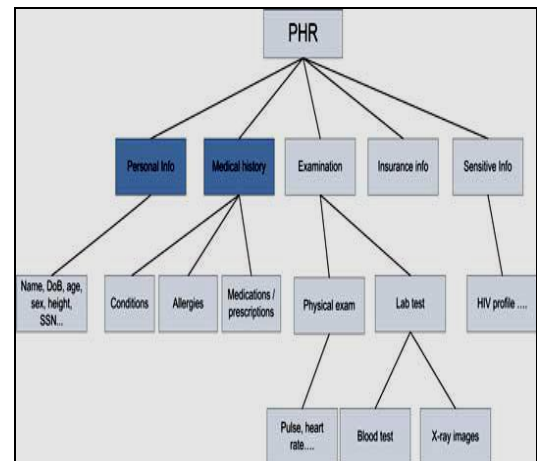 PHR
Personal Info
Medical history
Examination
Insurance info
Sensitive Info
Name, DoB, age,
sex, height,
SSN...
Conditions
Allergies
Medications /
prescriptions
Physical exam
Lab test
HIV profile ....
Pulse, heart
rate....
Blood test
X-ray images